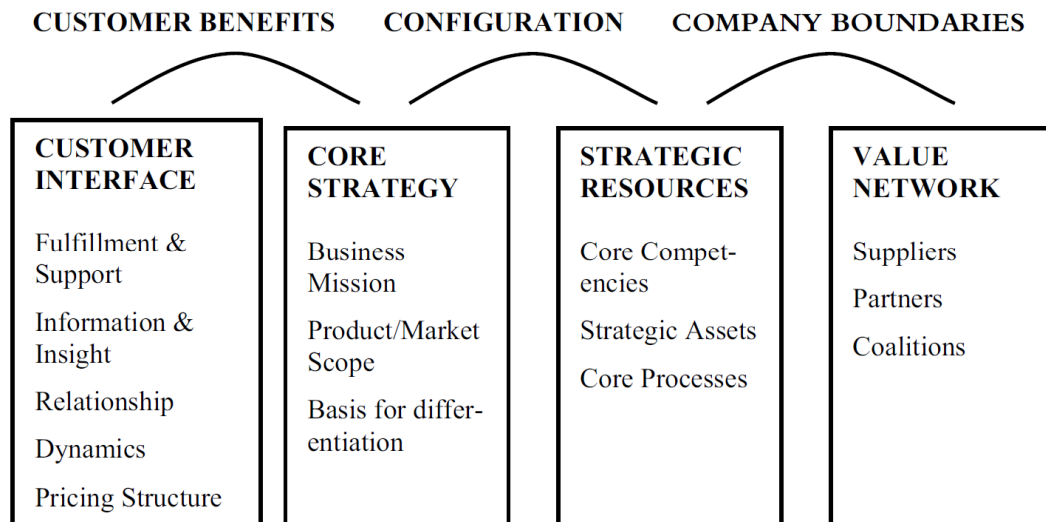 CUSTOMER BENEFITS CONFIGURATION COMPANY BOUNDARIES
CUSTOMER
INTERFACE
Fulfillment &
Support
Information &
Insight
Relationship
Dynamics
Pricing Structure
CORE
STRATEGY
Business
Mission
Product/Market
Scope
Basis for differ-
entiation
STRATEGIC
RESOURCES
Core Compet-
encies
Strategic Assets
Core Processes
VALUE
NETWORK
Suppliers
Partners
Coalitions